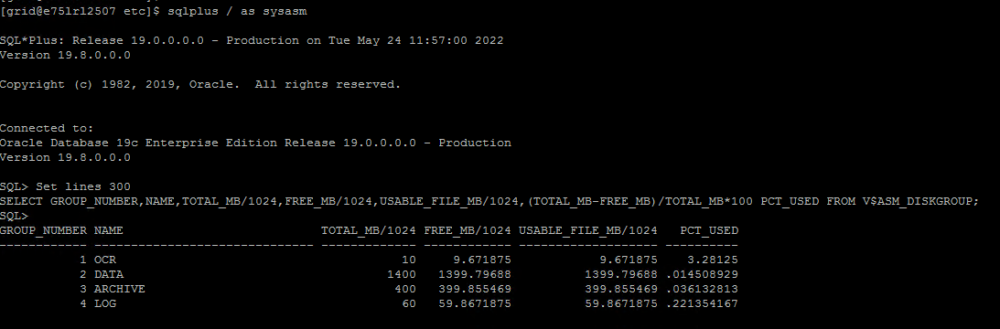 [grid@e75lrl2507 etc]$ sqlplus / as sysasm
SQL*Plus: Release 19.0.0.0.0 - Production on Tue May 24 11:57:00 2022
Version 19.8.0.0.0
Copyright (c) 1982, 2019, Oracle.  All rights reserved.
Connected to:
Oracle Database 19c Enterprise Edition Release 19.0.0.0.0 - Production
Version 19.8.0.0.0
SQL> Set lines 300
SELECT GROUP_NUMBER,NAME,TOTAL_MB/1024,FREE_MB/1024,USABLE_FILE_MB/1024,(TOTAL_MB-FREE_MB)/TOTAL_MB*100 PCT_USED FROM V$ASM_DISKGROUP;
SQL>
GROUP_NUMBER NAME                           TOTAL_MB/1024 FREE_MB/1024 USABLE_FILE_MB/1024   PCT_USED
------------ ------------------------------ ------------- ------------ ------------------- ----------
           1 OCR                                       10     9.671875            9.671875    3.28125
           2 DATA                                    1400   1399.79688          1399.79688 .014508929
           3 ARCHIVE                                  400   399.855469          399.855469 .036132813
           4 LOG                                       60   59.8671875          59.8671875 .221354167